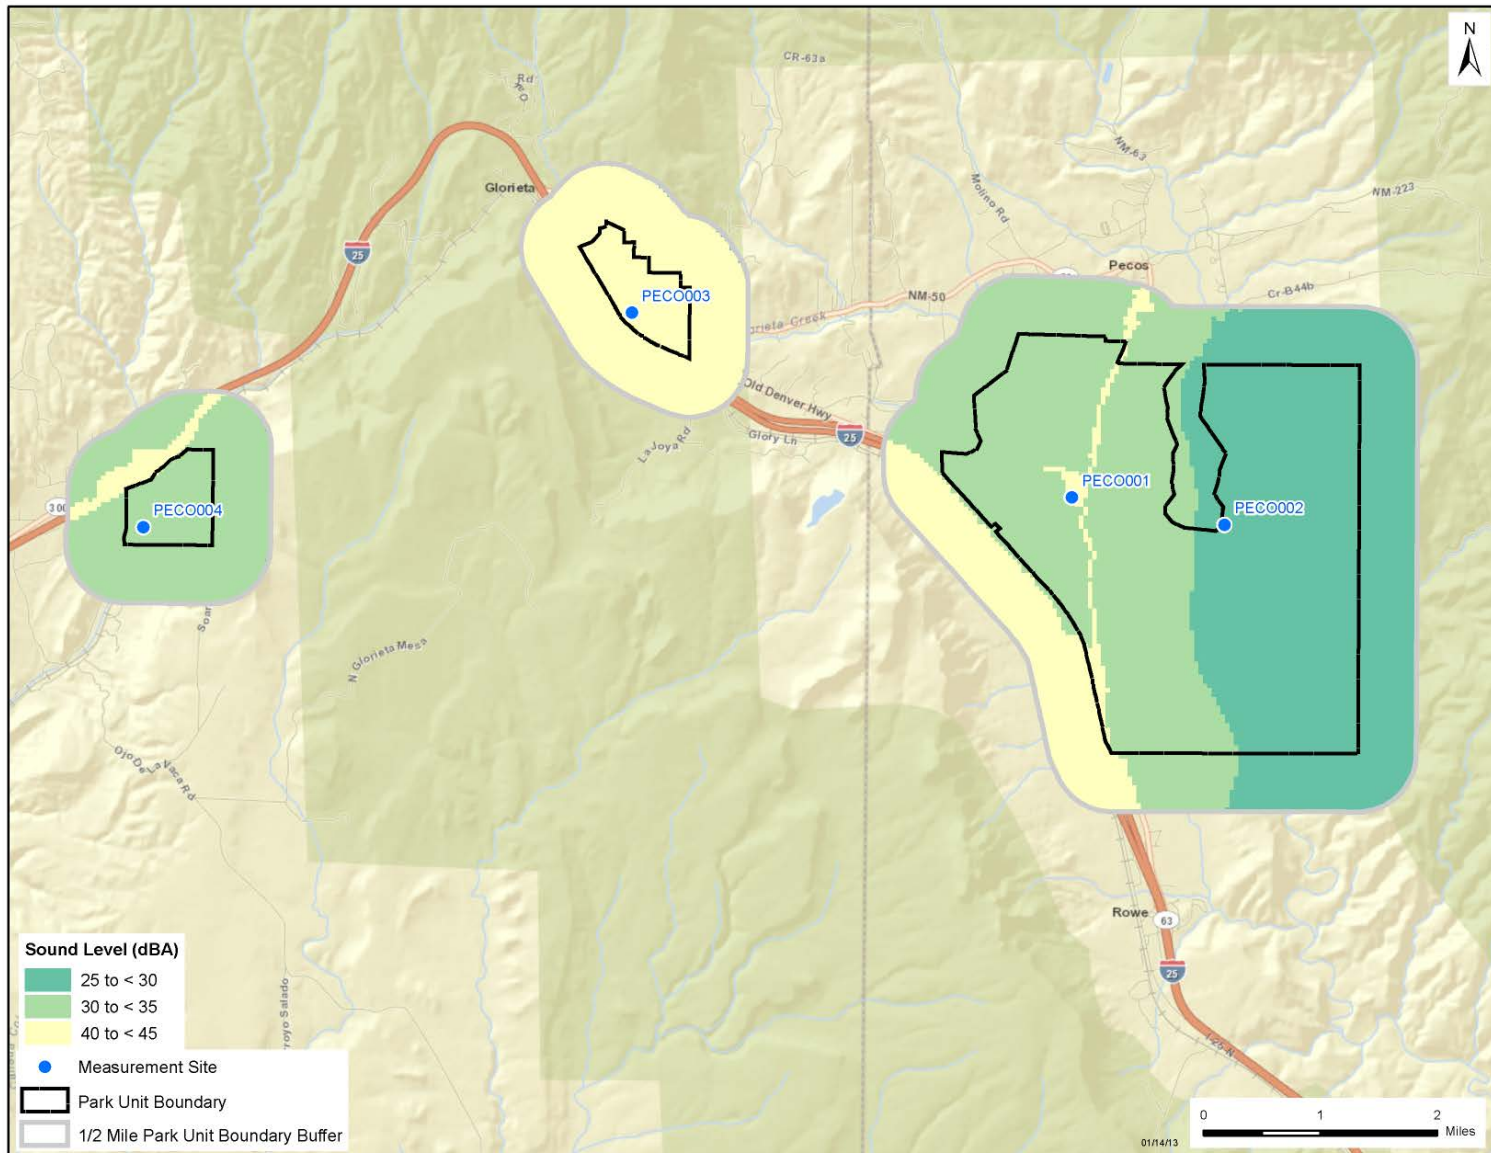 N
CR-63a
Rd
NM-63
Molino Rd
NM-223
Glorieta
25
Pecos
Cr-B44b
NM-50
PECO003
Creek
Old Denver Hwy
Glory Ln
25
La Joya Rd
PECO001
PECO002
300
PECO004
N Glorieta Mesa
Ojo De La Vaca Rd
Rowe
63
25
I-25-N
Sound Level (dBA)
25 to < 30
30 to < 35
40 to < 45
Measurement Site
Park Unit Boundary
1/2 Mile Park Unit Boundary Buffer
0 1 2
Miles
01/14/13